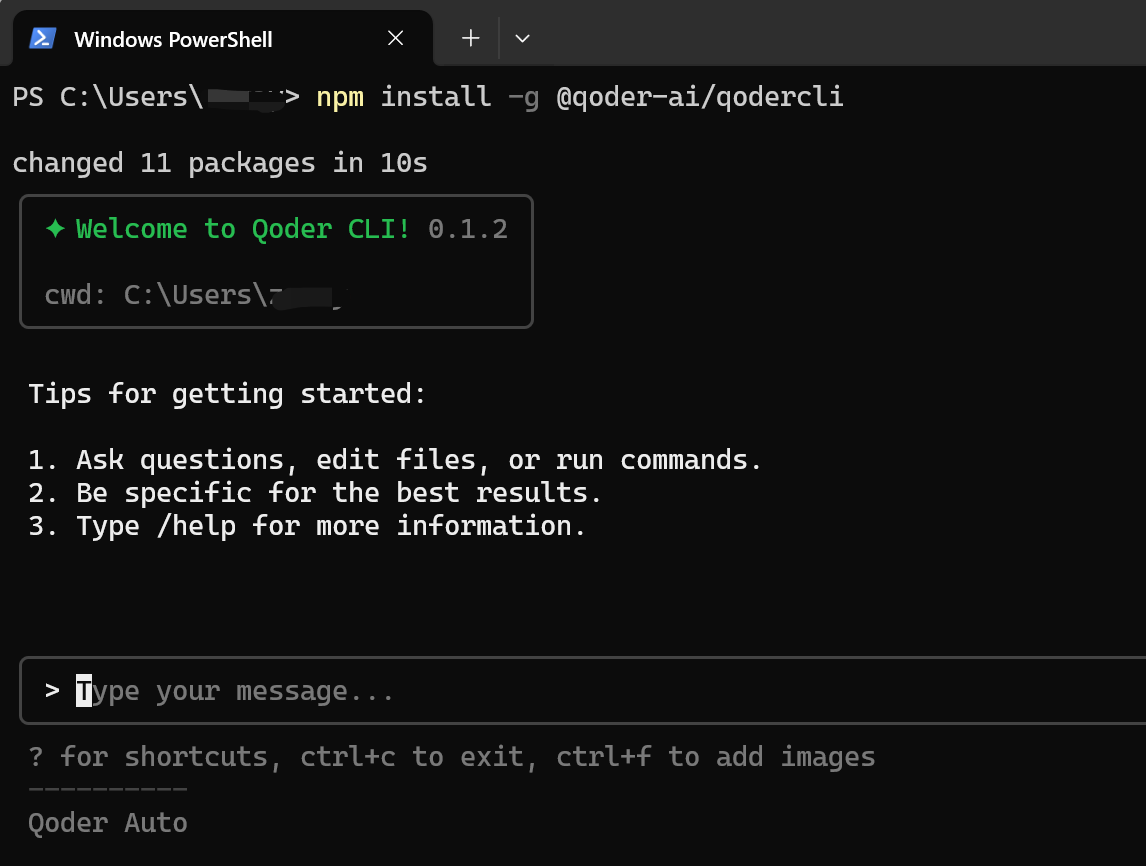 Windows PowerShell
PS C:\Users\ > npm install -g @qoder-ai/qodercli
changed 11 packages in 10s
✦ Welcome to Qoder CLI! 0.1.2
cwd: C:\Users\
Tips for getting started:
1. Ask questions, edit files, or run commands.
2. Be specific for the best results.
3. Type /help for more information.
> Type your message...
? for shortcuts, ctrl+c to exit, ctrl+f to add images
----------
Qoder Auto